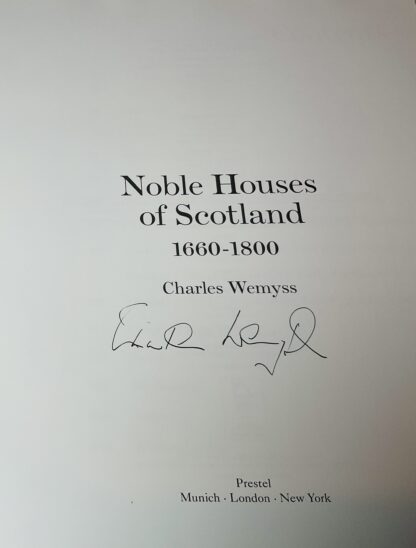 Noble Houses
of Scotland
1660-1800
Charles Wemyss
Prestel
Munich · London · New York